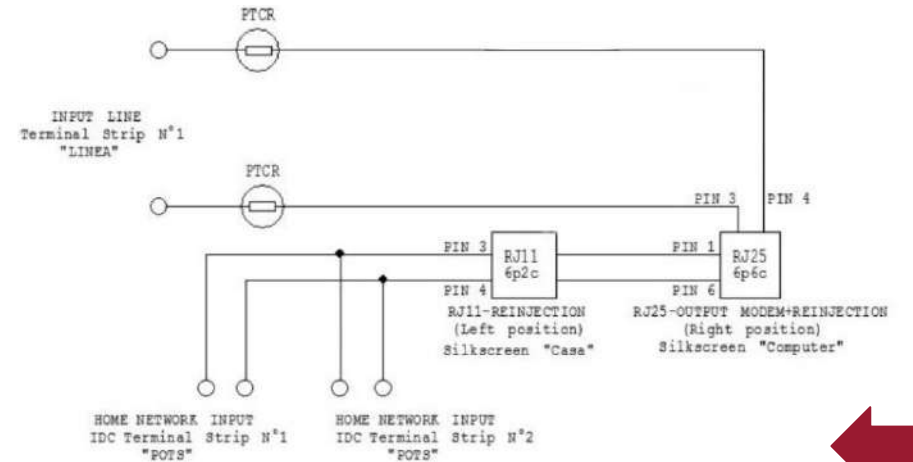 PTCR
INPUT LINE
Terminal Strip N°1
"LINEA"
PTCR
PIN 3
PIN 4
PIN 3
RJ11
6p2c
PIN 1
RJ25
6p6c
PIN 4
PIN 6
RJ11-REINJECTION
(Left position)
Silkscreen "Casa"
RJ25-OUTPUT MODEM+REINJECTION
(Right position)
Silkscreen "Computer"
HOME NETWORK INPUT
IDC Terminal Strip N°1
"POTS"
HOME NETWORK INPUT
IDC Terminal Strip N°2
"POTS"